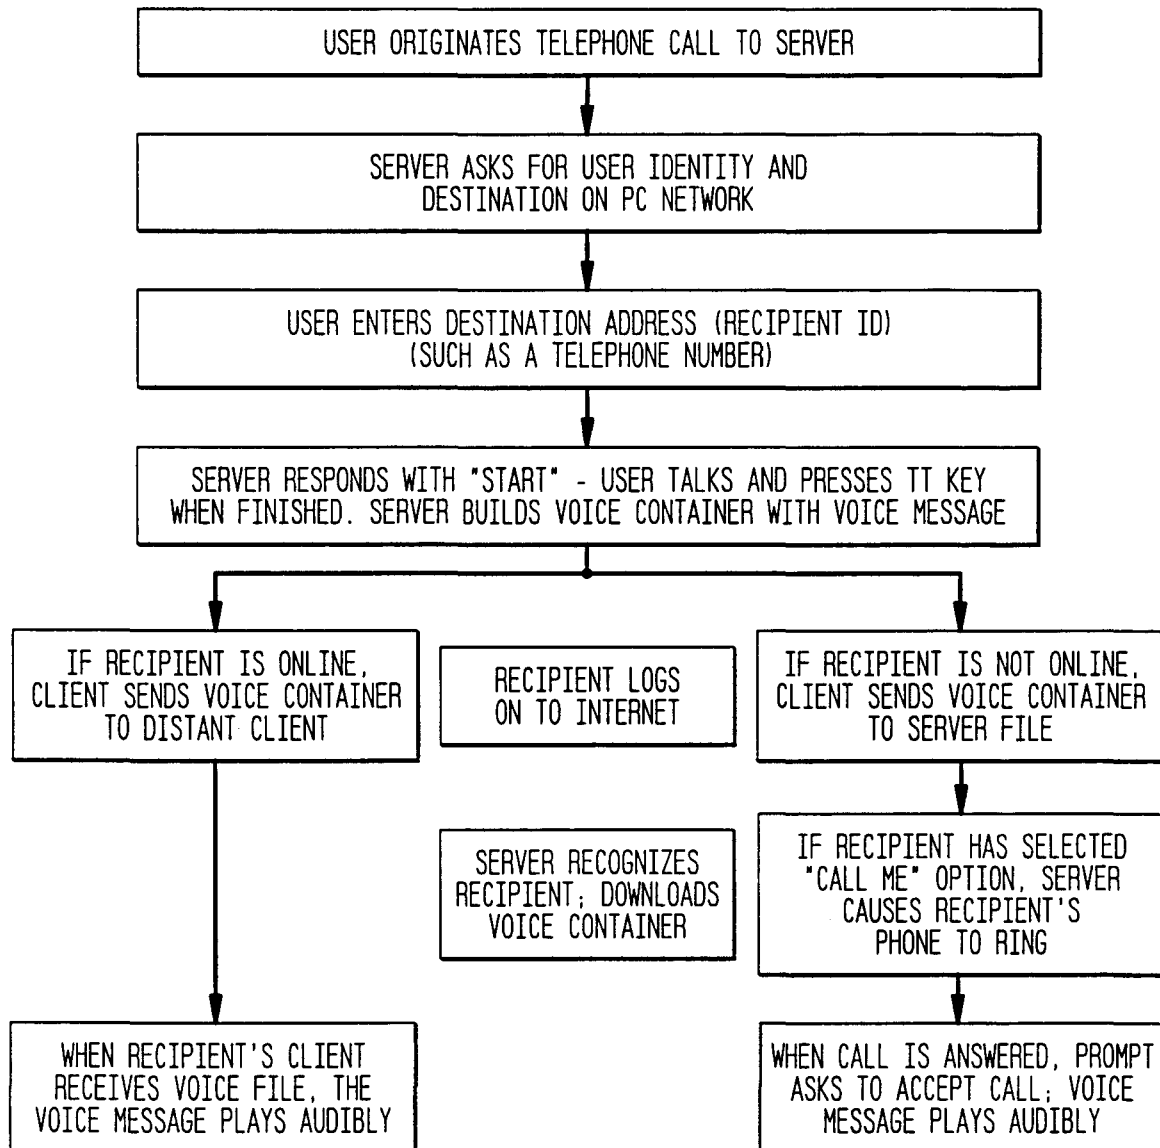 USER ORIGINATES TELEPHONE CALL TO SERVER
SERVER ASKS FOR USER IDENTITY AND
DESTINATION ON PC NETWORK
USER ENTERS DESTINATION ADDRESS (RECIPIENT ID)
(SUCH AS A TELEPHONE NUMBER)
SERVER RESPONDS WITH "START" - USER TALKS AND PRESSES TT KEY
WHEN FINISHED. SERVER BUILDS VOICE CONTAINER WITH VOICE MESSAGE
IF RECIPIENT IS ONLINE,
CLIENT SENDS VOICE CONTAINER
TO DISTANT CLIENT
RECIPIENT LOGS
ON TO INTERNET
IF RECIPIENT IS NOT ONLINE,
CLIENT SENDS VOICE CONTAINER
TO SERVER FILE
SERVER RECOGNIZES
RECIPIENT; DOWNLOADS
VOICE CONTAINER
IF RECIPIENT HAS SELECTED
"CALL ME" OPTION, SERVER
CAUSES RECIPIENT'S
PHONE TO RING
WHEN RECIPIENT'S CLIENT
RECEIVES VOICE FILE, THE
VOICE MESSAGE PLAYS AUDIBLY
WHEN CALL IS ANSWERED, PROMPT
ASKS TO ACCEPT CALL; VOICE
MESSAGE PLAYS AUDIBLY